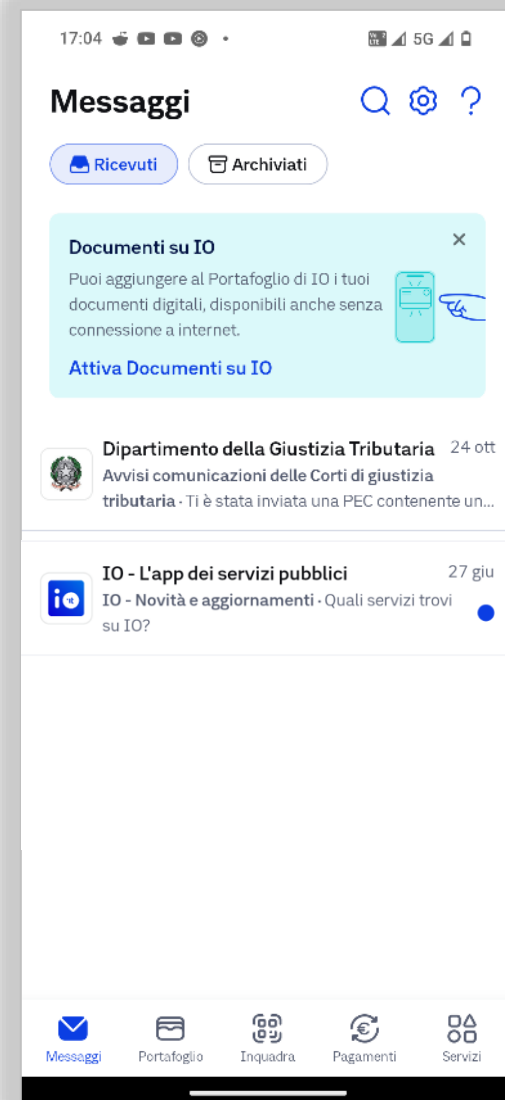 17:04 5G
Messaggi
Ricevuti Archiviati
Documenti su IO
Puoi aggiungere al Portafoglio di IO i tuoi
documenti digitali, disponibili anche senza
connessione a internet.
Attiva Documenti su IO
Dipartimento della Giustizia Tributaria 24 ott
Avvisi comunicazioni delle Corti di giustizia
tributaria · Ti è stata inviata una PEC contenente un...
IO - L'app dei servizi pubblici 27 giu
io IO - Novità e aggiornamenti · Quali servizi trovi
su IO?
Messaggi Portafoglio Inquadra Pagamenti Servizi